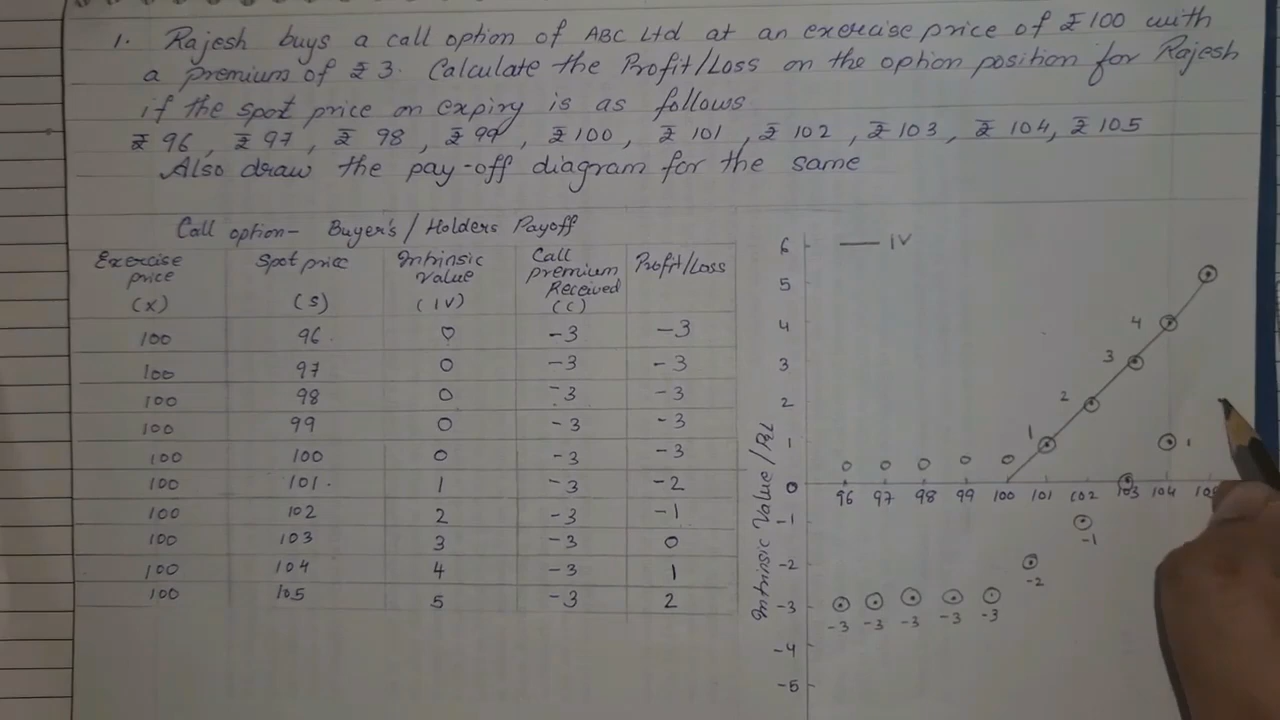 1. Rajesh buys a call option of ABC Ltd at an exercise price of ₹100 with
a premium of ₹3. Calculate the Profit/Loss on the option position for Rajesh
if the spot price on expiry is as follows
₹96, ₹97, ₹98, ₹99, ₹100, ₹101, ₹102, ₹103, ₹104, ₹105
Also draw the pay-off diagram for the same
Call option- Buyer's/Holders Payoff
Exercise price (X) Spot price (S) Intrinsic Value (IV) Call premium Received (C) Profit/Loss
100 96. 0 -3 -3
100 97 0 -3 -3
100 98 0 -3 -3
100 99 0 -3 -3
100 100 0 -3 -3
100 101. 1 -3 -2
100 102 2 -3 -1
100 103 3 -3 0
100 104 4 -3 1
100 105 5 -3 2
IV
Intrinsic Value/P&L
6
5
4
3
2
1
0
-1
-2
-3
-4
-5
4
3
2
1
0 0 0 0 0
1
96 97 98 99 100 101 102 103 104
-1
-2
-3 -3 -3 -3 -3